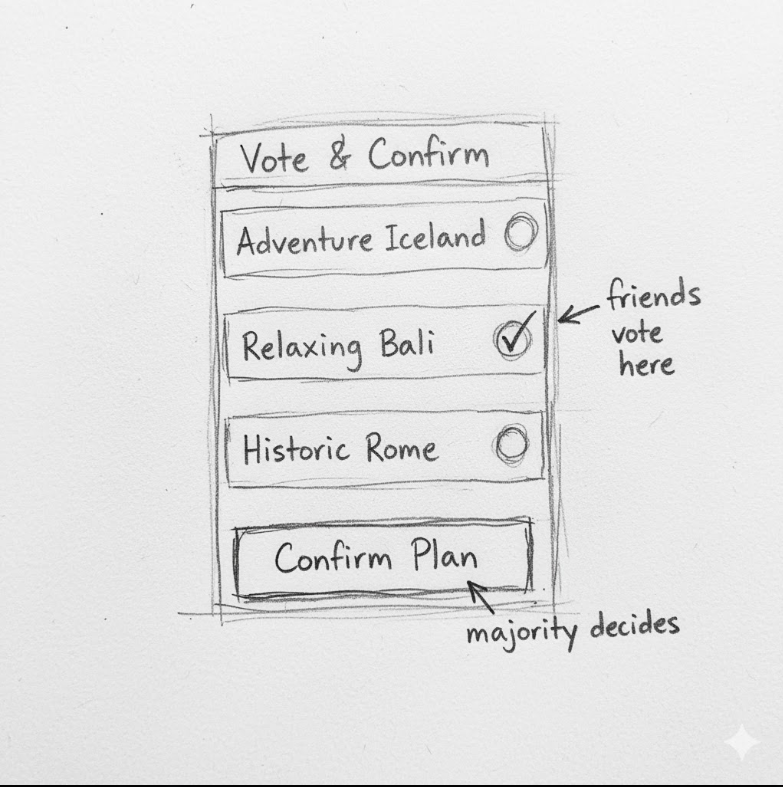 Vote & Confirm
Adventure Iceland
Relaxing Bali
friends
vote
here
Historic Rome
Confirm Plan
majority decides